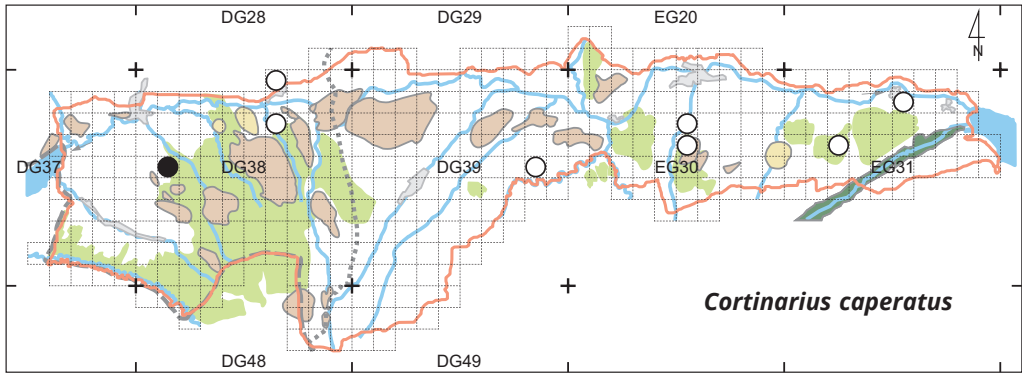 DG28 DG29 EG20
N
DG37 DG38 DG39 EG30 EG31
Cortinarius caperatus
DG48 DG49